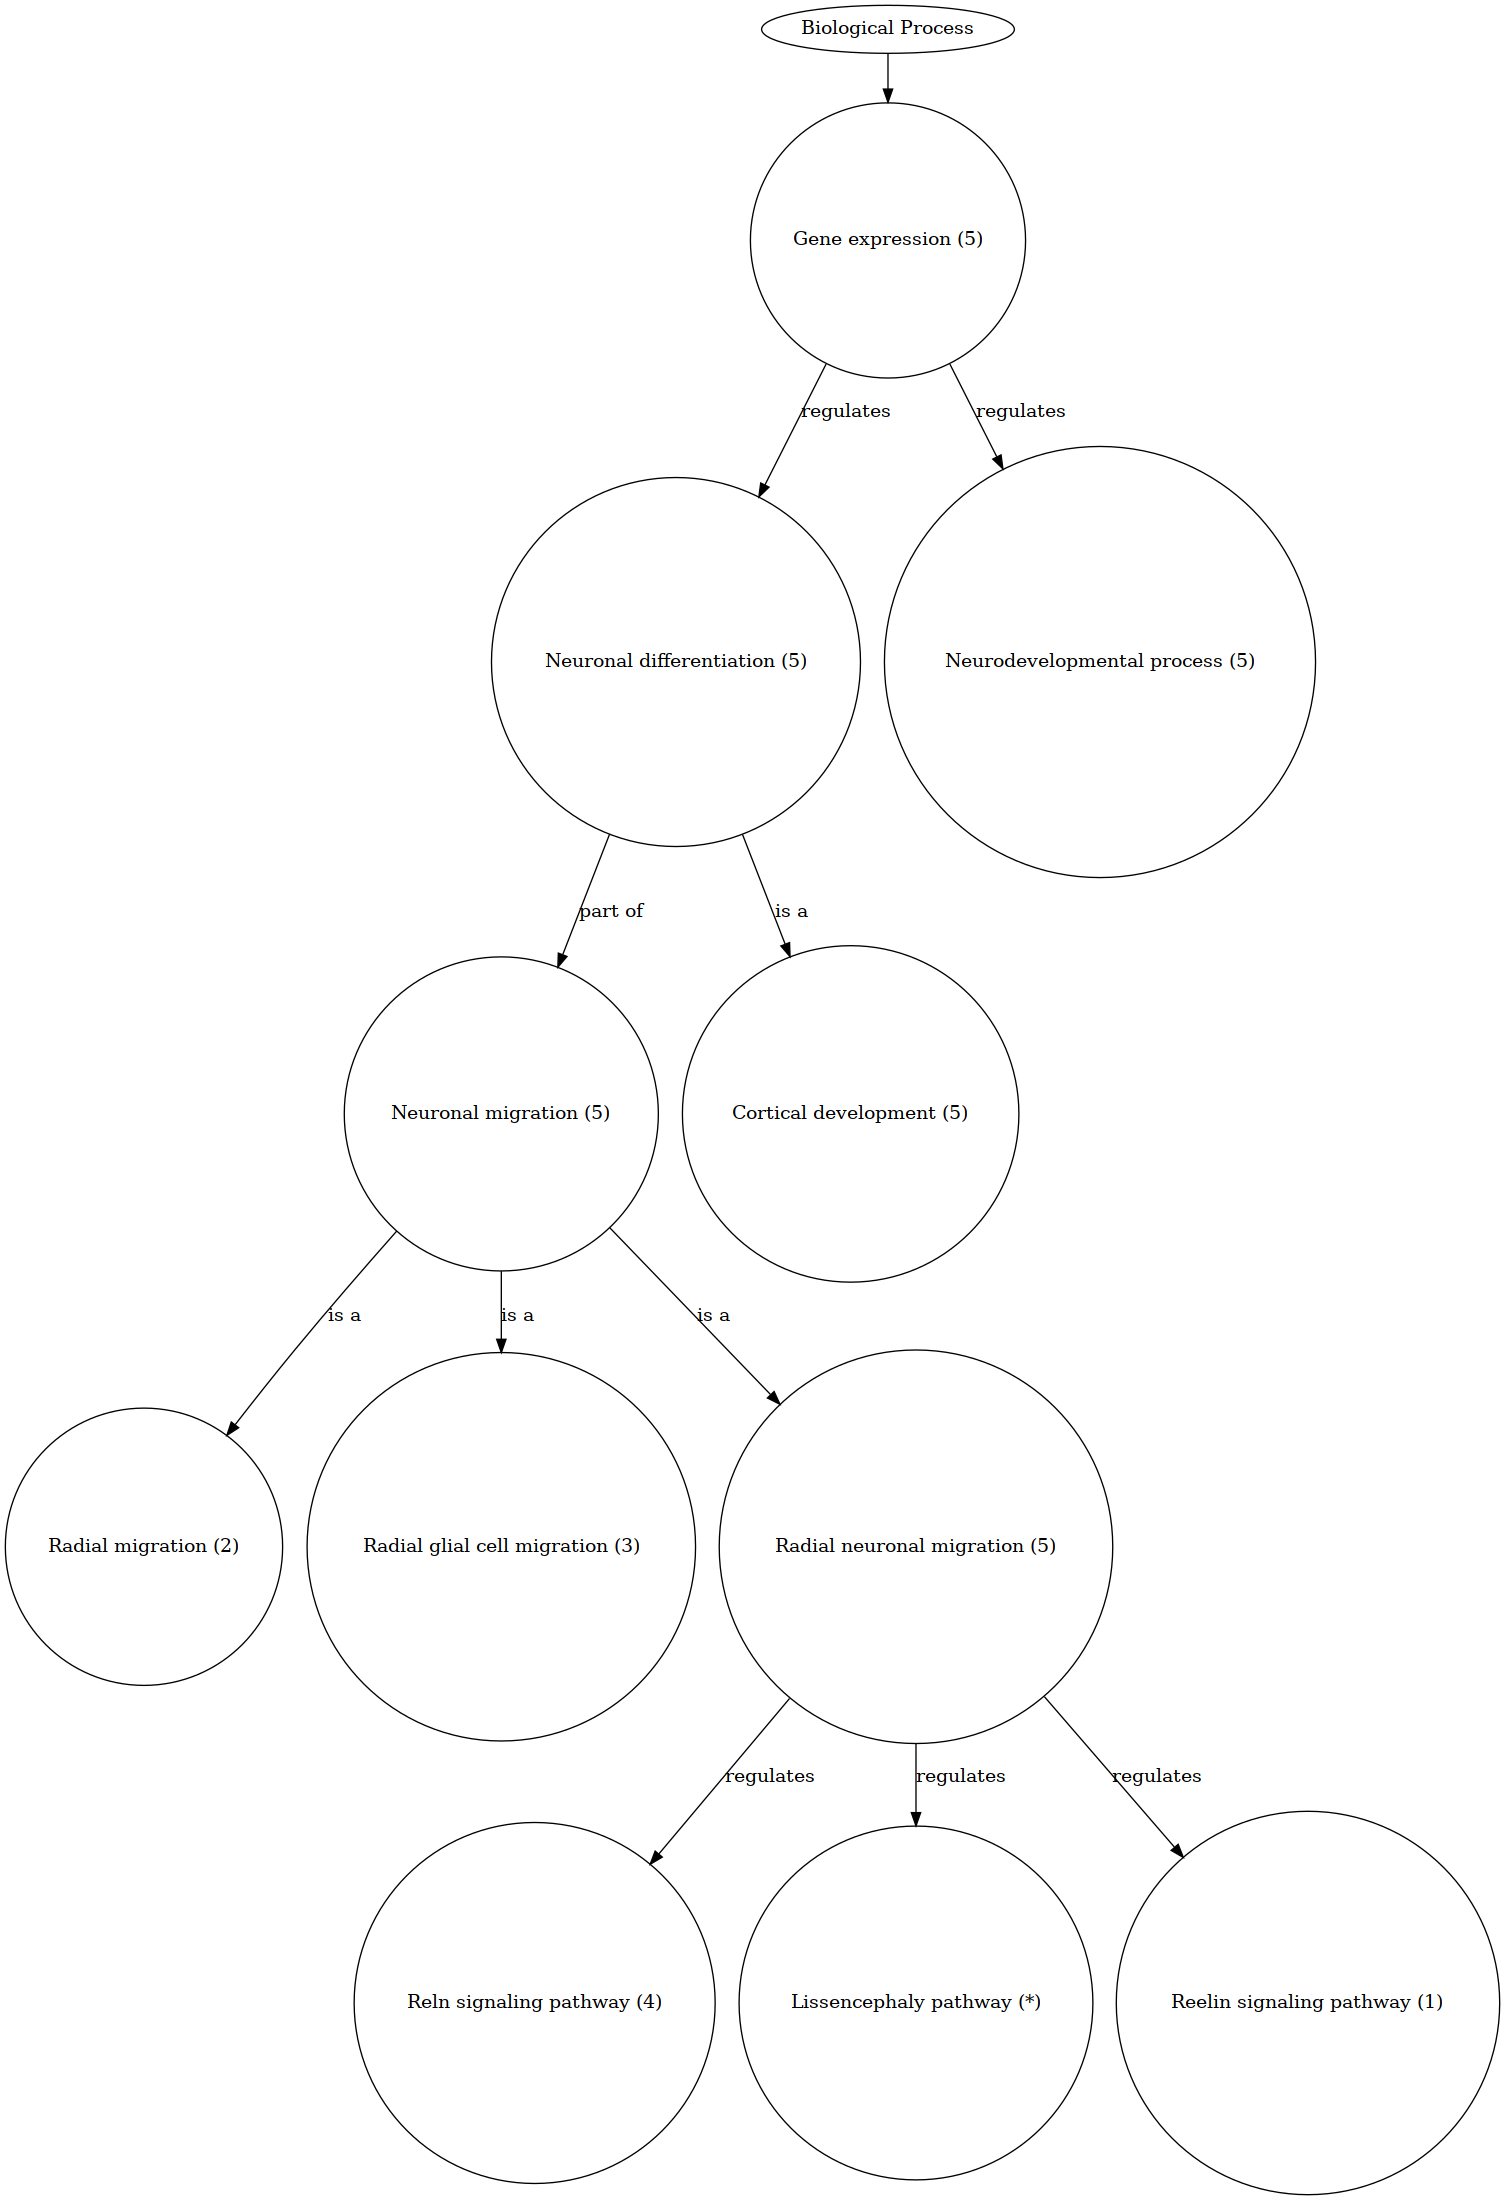 Biological Process
Gene expression (5)
regulates
regulates
Neuronal differentiation (5)
Neurodevelopmental process (5)
part of
is a
Neuronal migration (5)
Cortical development (5)
is a
is a
is a
Radial migration (2)
Radial glial cell migration (3)
Radial neuronal migration (5)
regulates
regulates
regulates
Reln signaling pathway (4)
Lissencephaly pathway (*)
Reelin signaling pathway (1)